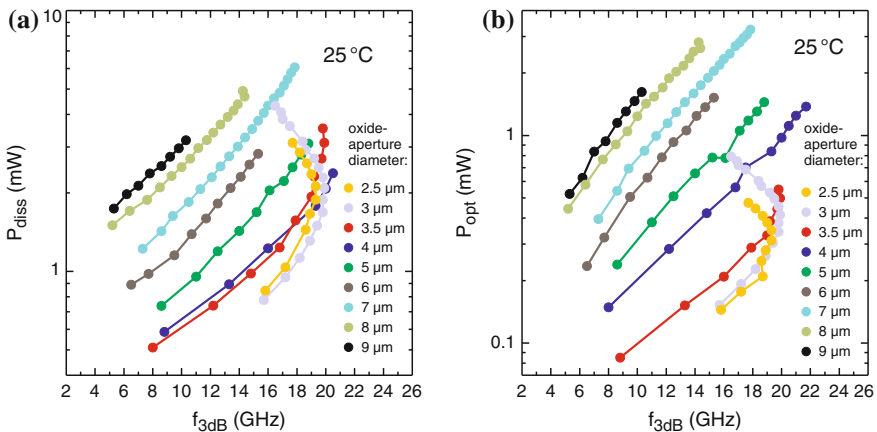 (a)
10
25 °C
P_diss (mW)
1
oxide-
aperture
diameter:
2.5 µm
3 µm
3.5 µm
4 µm
5 µm
6 µm
7 µm
8 µm
9 µm
2 4 6 8 10 12 14 16 18 20 22 24 26
f_3dB (GHz)
(b)
25 °C
P_opt (mW)
1
0.1
oxide-
aperture
diameter:
2.5 µm
3 µm
3.5 µm
4 µm
5 µm
6 µm
7 µm
8 µm
9 µm
2 4 6 8 10 12 14 16 18 20 22 24 26
f_3dB (GHz)